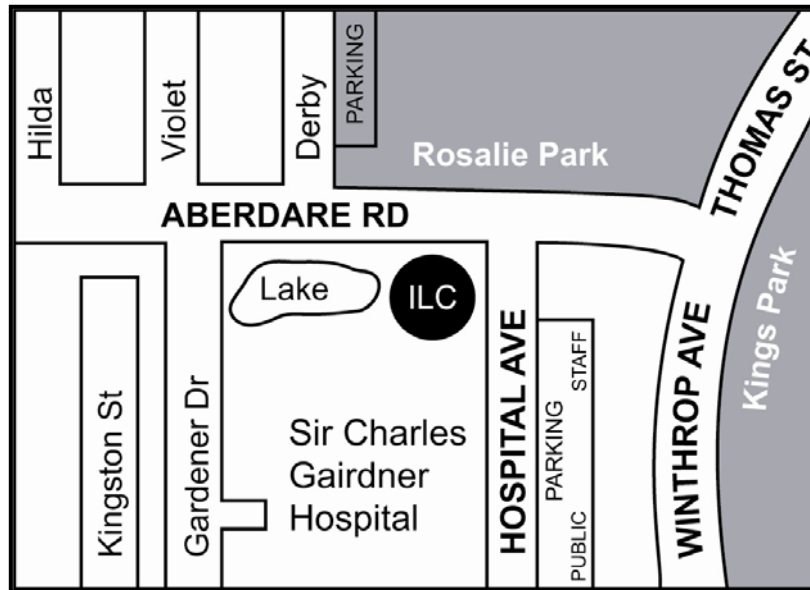 Hilda
Violet
Derby
PARKING
Rosalie Park
THOMAS ST
ABERDARE RD
Lake
ILC
Kings Park
Kingston St
Gardener Dr
Sir Charles
Gairdner
Hospital
HOSPITAL AVE
STAFF
PARKING
PUBLIC
WINTHROP AVE